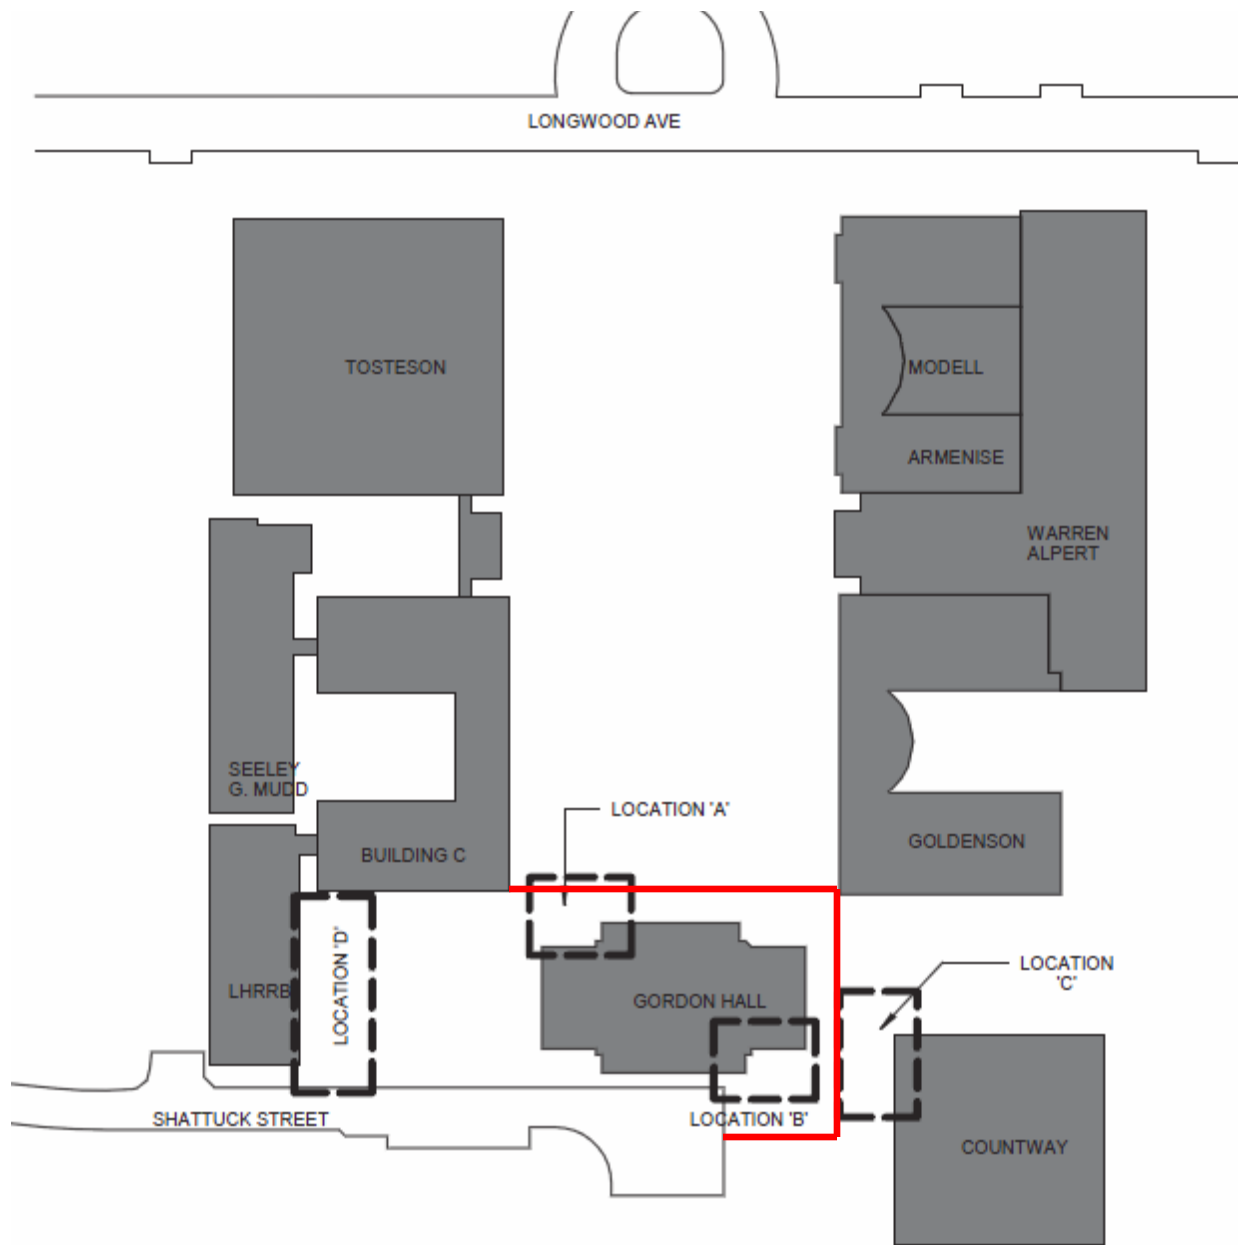 LONGWOOD AVE
TOSTESON
MODELL
ARMENISE
WARREN
ALPERT
SEELEY
G. MUDD
LOCATION 'A'
BUILDING C
GOLDENSON
LOCATION 'D'
LHRRB
GORDON HALL
LOCATION
'C'
SHATTUCK STREET
LOCATION 'B'
COUNTWAY